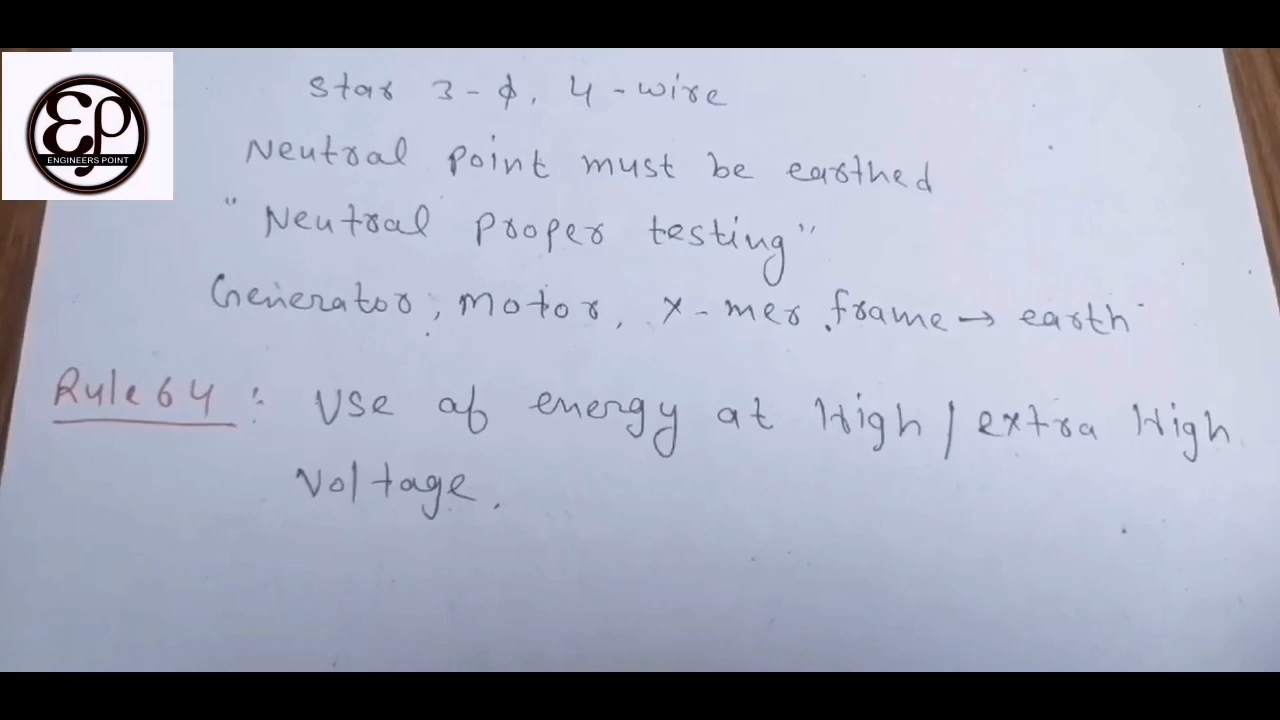 EP
ENGINEERS POINT
Star 3-φ, 4-wire
Neutral point must be earthed
"Neutral proper testing"
Generator, Motor, X-mer frame → earth
Rule 64: Use of energy at High/extra High
Voltage.